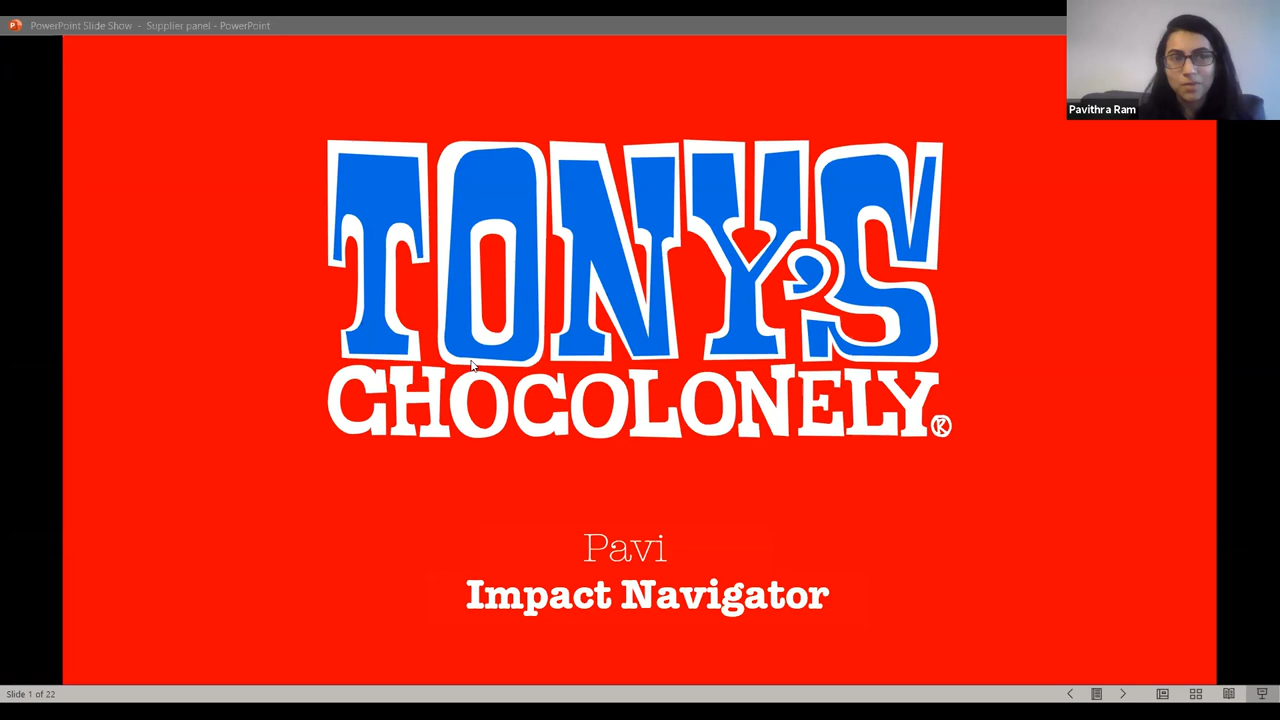 PowerPoint Slide Show - Supplier panel - PowerPoint
Pavithra Ram
TONY'S
CHOCOLONELY®
Pavi
Impact Navigator
Slide 1 of 22